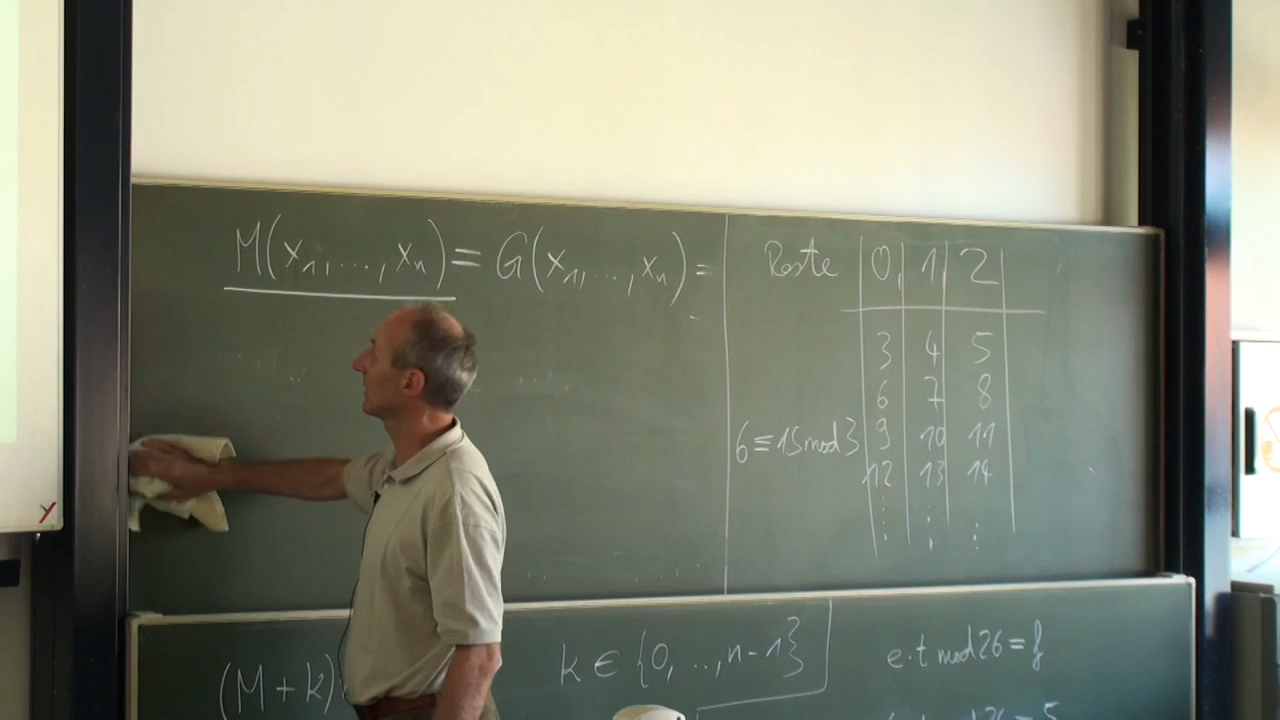 M(x₁,...,xₙ) = G(x₁,...,xₙ) =
Reste 0, 1, 2
3 4 5
6 7 8
6 ≡ 15 mod 3 9 10 11
12 13 14
⋮ ⋮ ⋮
(M + k)
k ∈ {0, ..., n-1}
e·t mod 26 = f